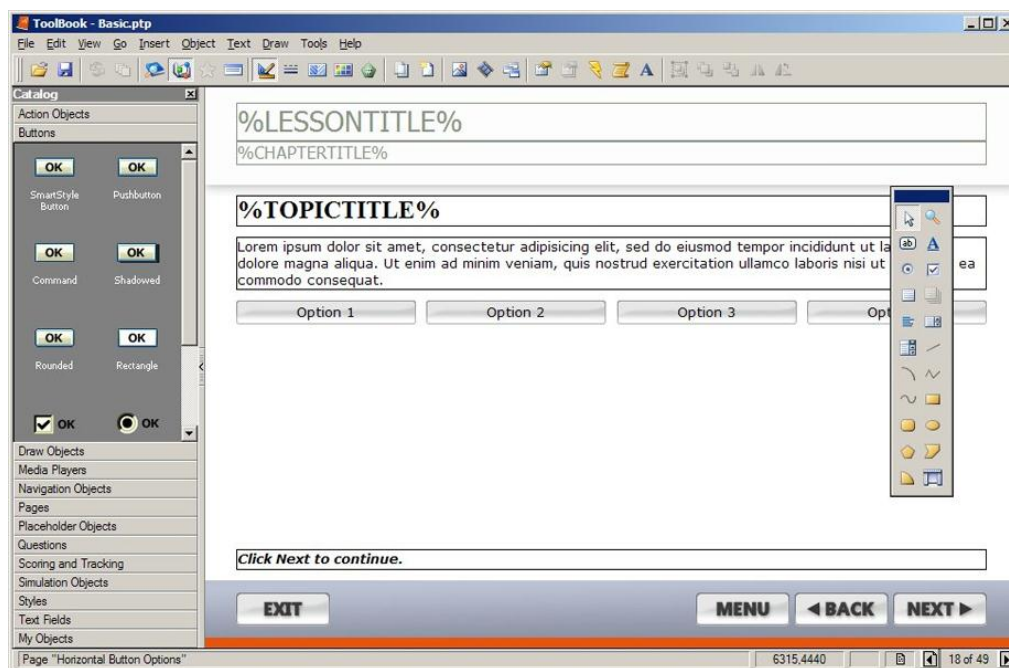 ToolBook - Basic.ptp
File Edit View Go Insert Object Text Draw Tools Help
Catalog
Action Objects
Buttons
OK OK
SmartStyle Button Pushbutton
OK OK
Command Shadowed
OK OK
Rounded Rectangle
OK OK
Draw Objects
Media Players
Navigation Objects
Pages
Placeholder Objects
Questions
Scoring and Tracking
Simulation Objects
Styles
Text Fields
My Objects
%LESSONTITLE%
%CHAPTERTITLE%
%TOPICTITLE%
Lorem ipsum dolor sit amet, consectetur adipisicing elit, sed do eiusmod tempor incididunt ut la
dolore magna aliqua. Ut enim ad minim veniam, quis nostrud exercitation ullamco laboris nisi ut ea
commodo consequat.
Option 1 Option 2 Option 3 Opt
ab A
Click Next to continue.
EXIT MENU BACK NEXT
Page "Horizontal Button Options" 6315,4440 18 of 49